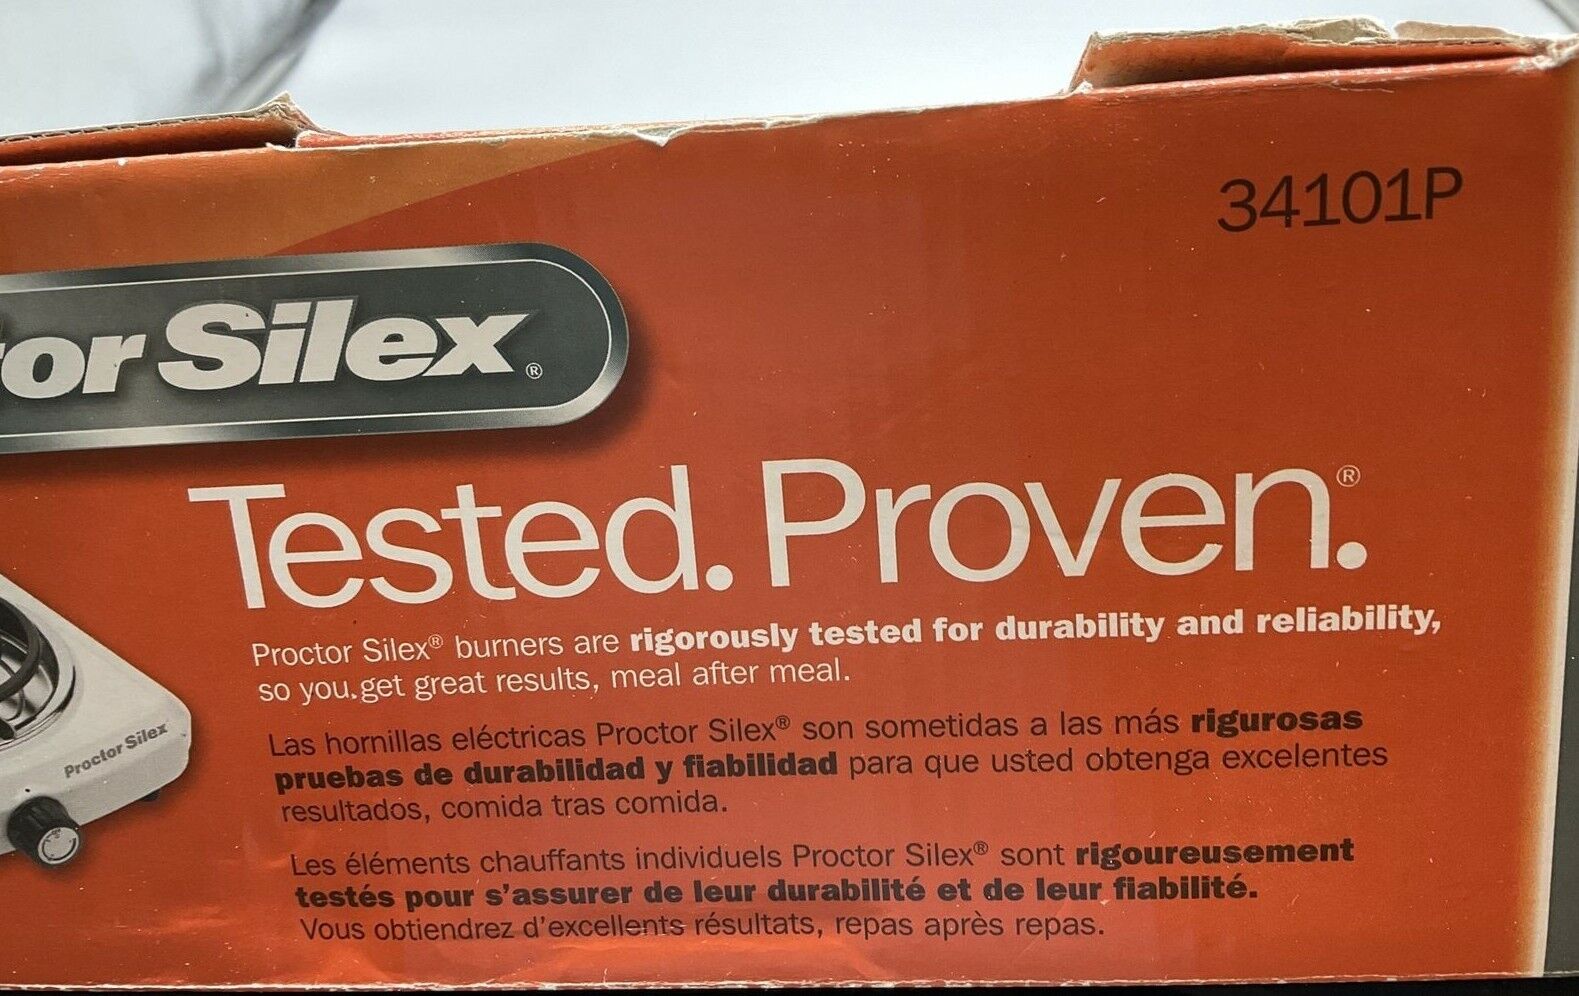 34101P
or Silex®
Tested. Proven.®
Proctor Silex® burners are rigorously tested for durability and reliability,
so you get great results, meal after meal.
Las hornillas eléctricas Proctor Silex® son sometidas a las más rigurosas
pruebas de durabilidad y fiabilidad para que usted obtenga excelentes
resultados, comida tras comida.
Les éléments chauffants individuels Proctor Silex® sont rigoureusement
testés pour s'assurer de leur durabilité et de leur fiabilité.
Vous obtiendrez d'excellents résultats, repas après repas.
Proctor Silex